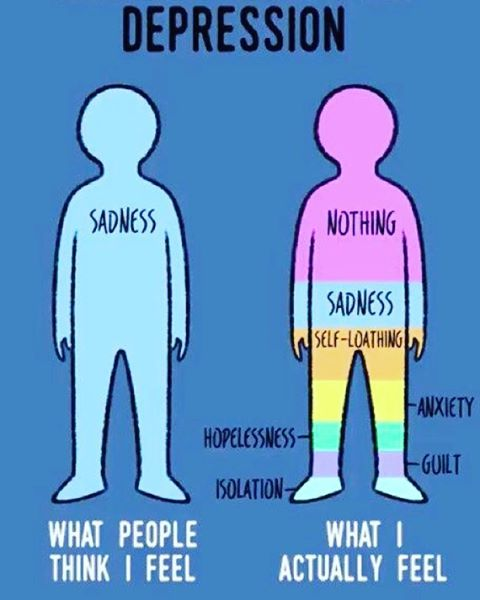 DEPRESSION
SADNESS
NOTHING
SADNESS
SELF-LOATHING
ANXIETY
HOPELESSNESS
GUILT
ISOLATION
WHAT PEOPLE
THINK I FEEL
WHAT I
ACTUALLY FEEL